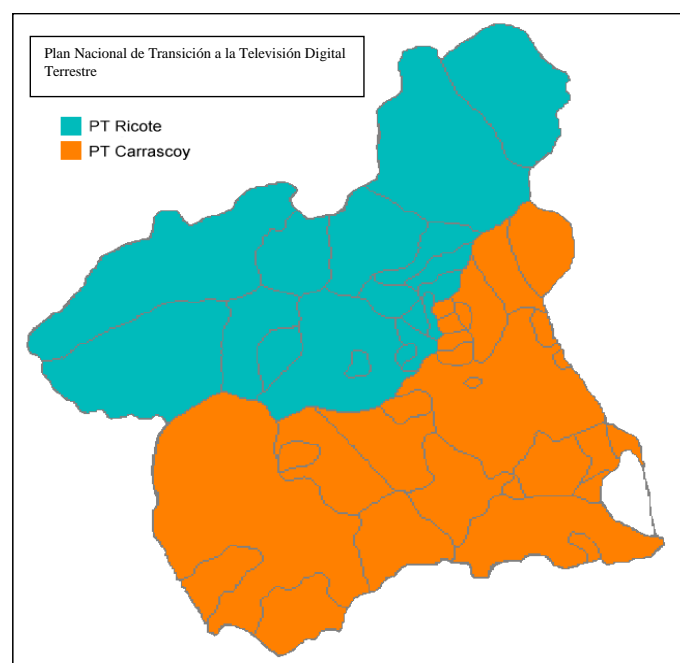 Plan Nacional de Transición a la Televisión Digital
Terrestre
PT Ricote
PT Carrascoy